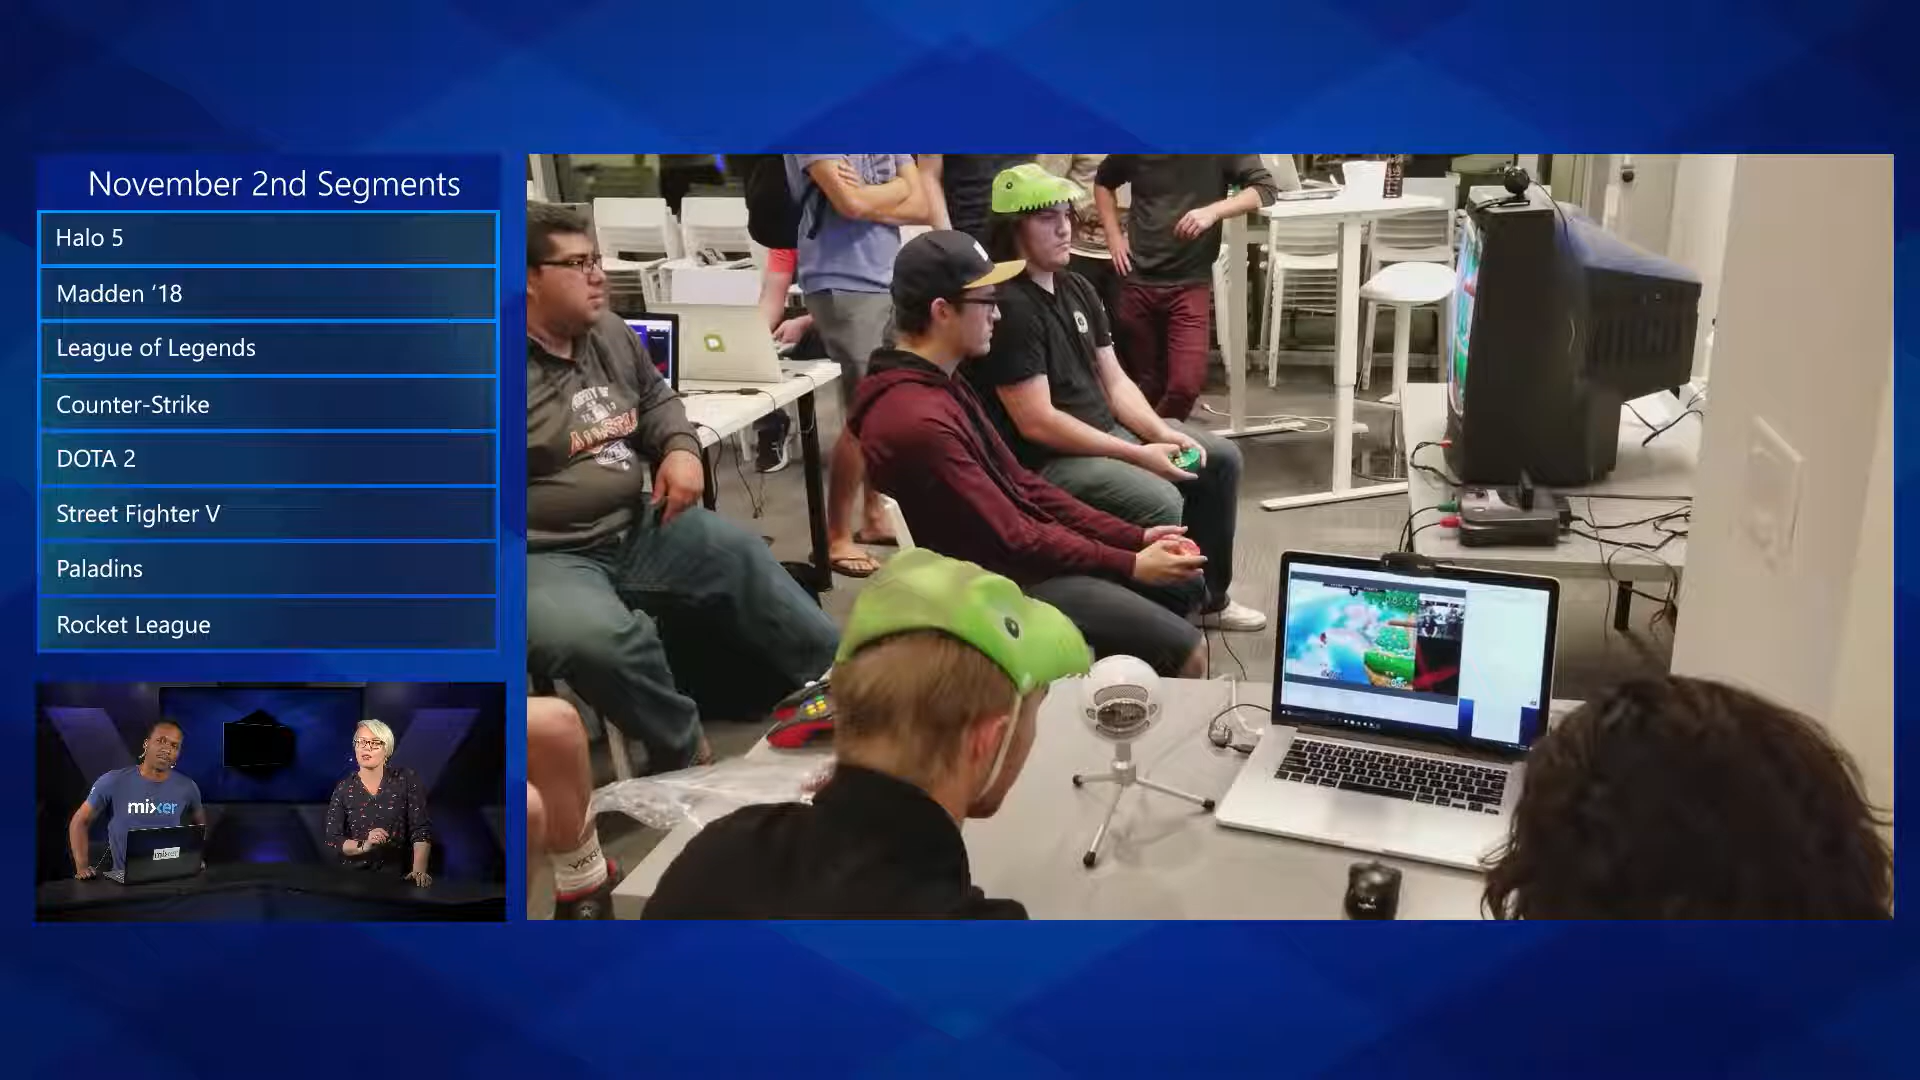 November 2nd Segments
Halo 5
Madden ‘18
League of Legends
Counter-Strike
DOTA 2
Street Fighter V
Paladins
Rocket League
mixer